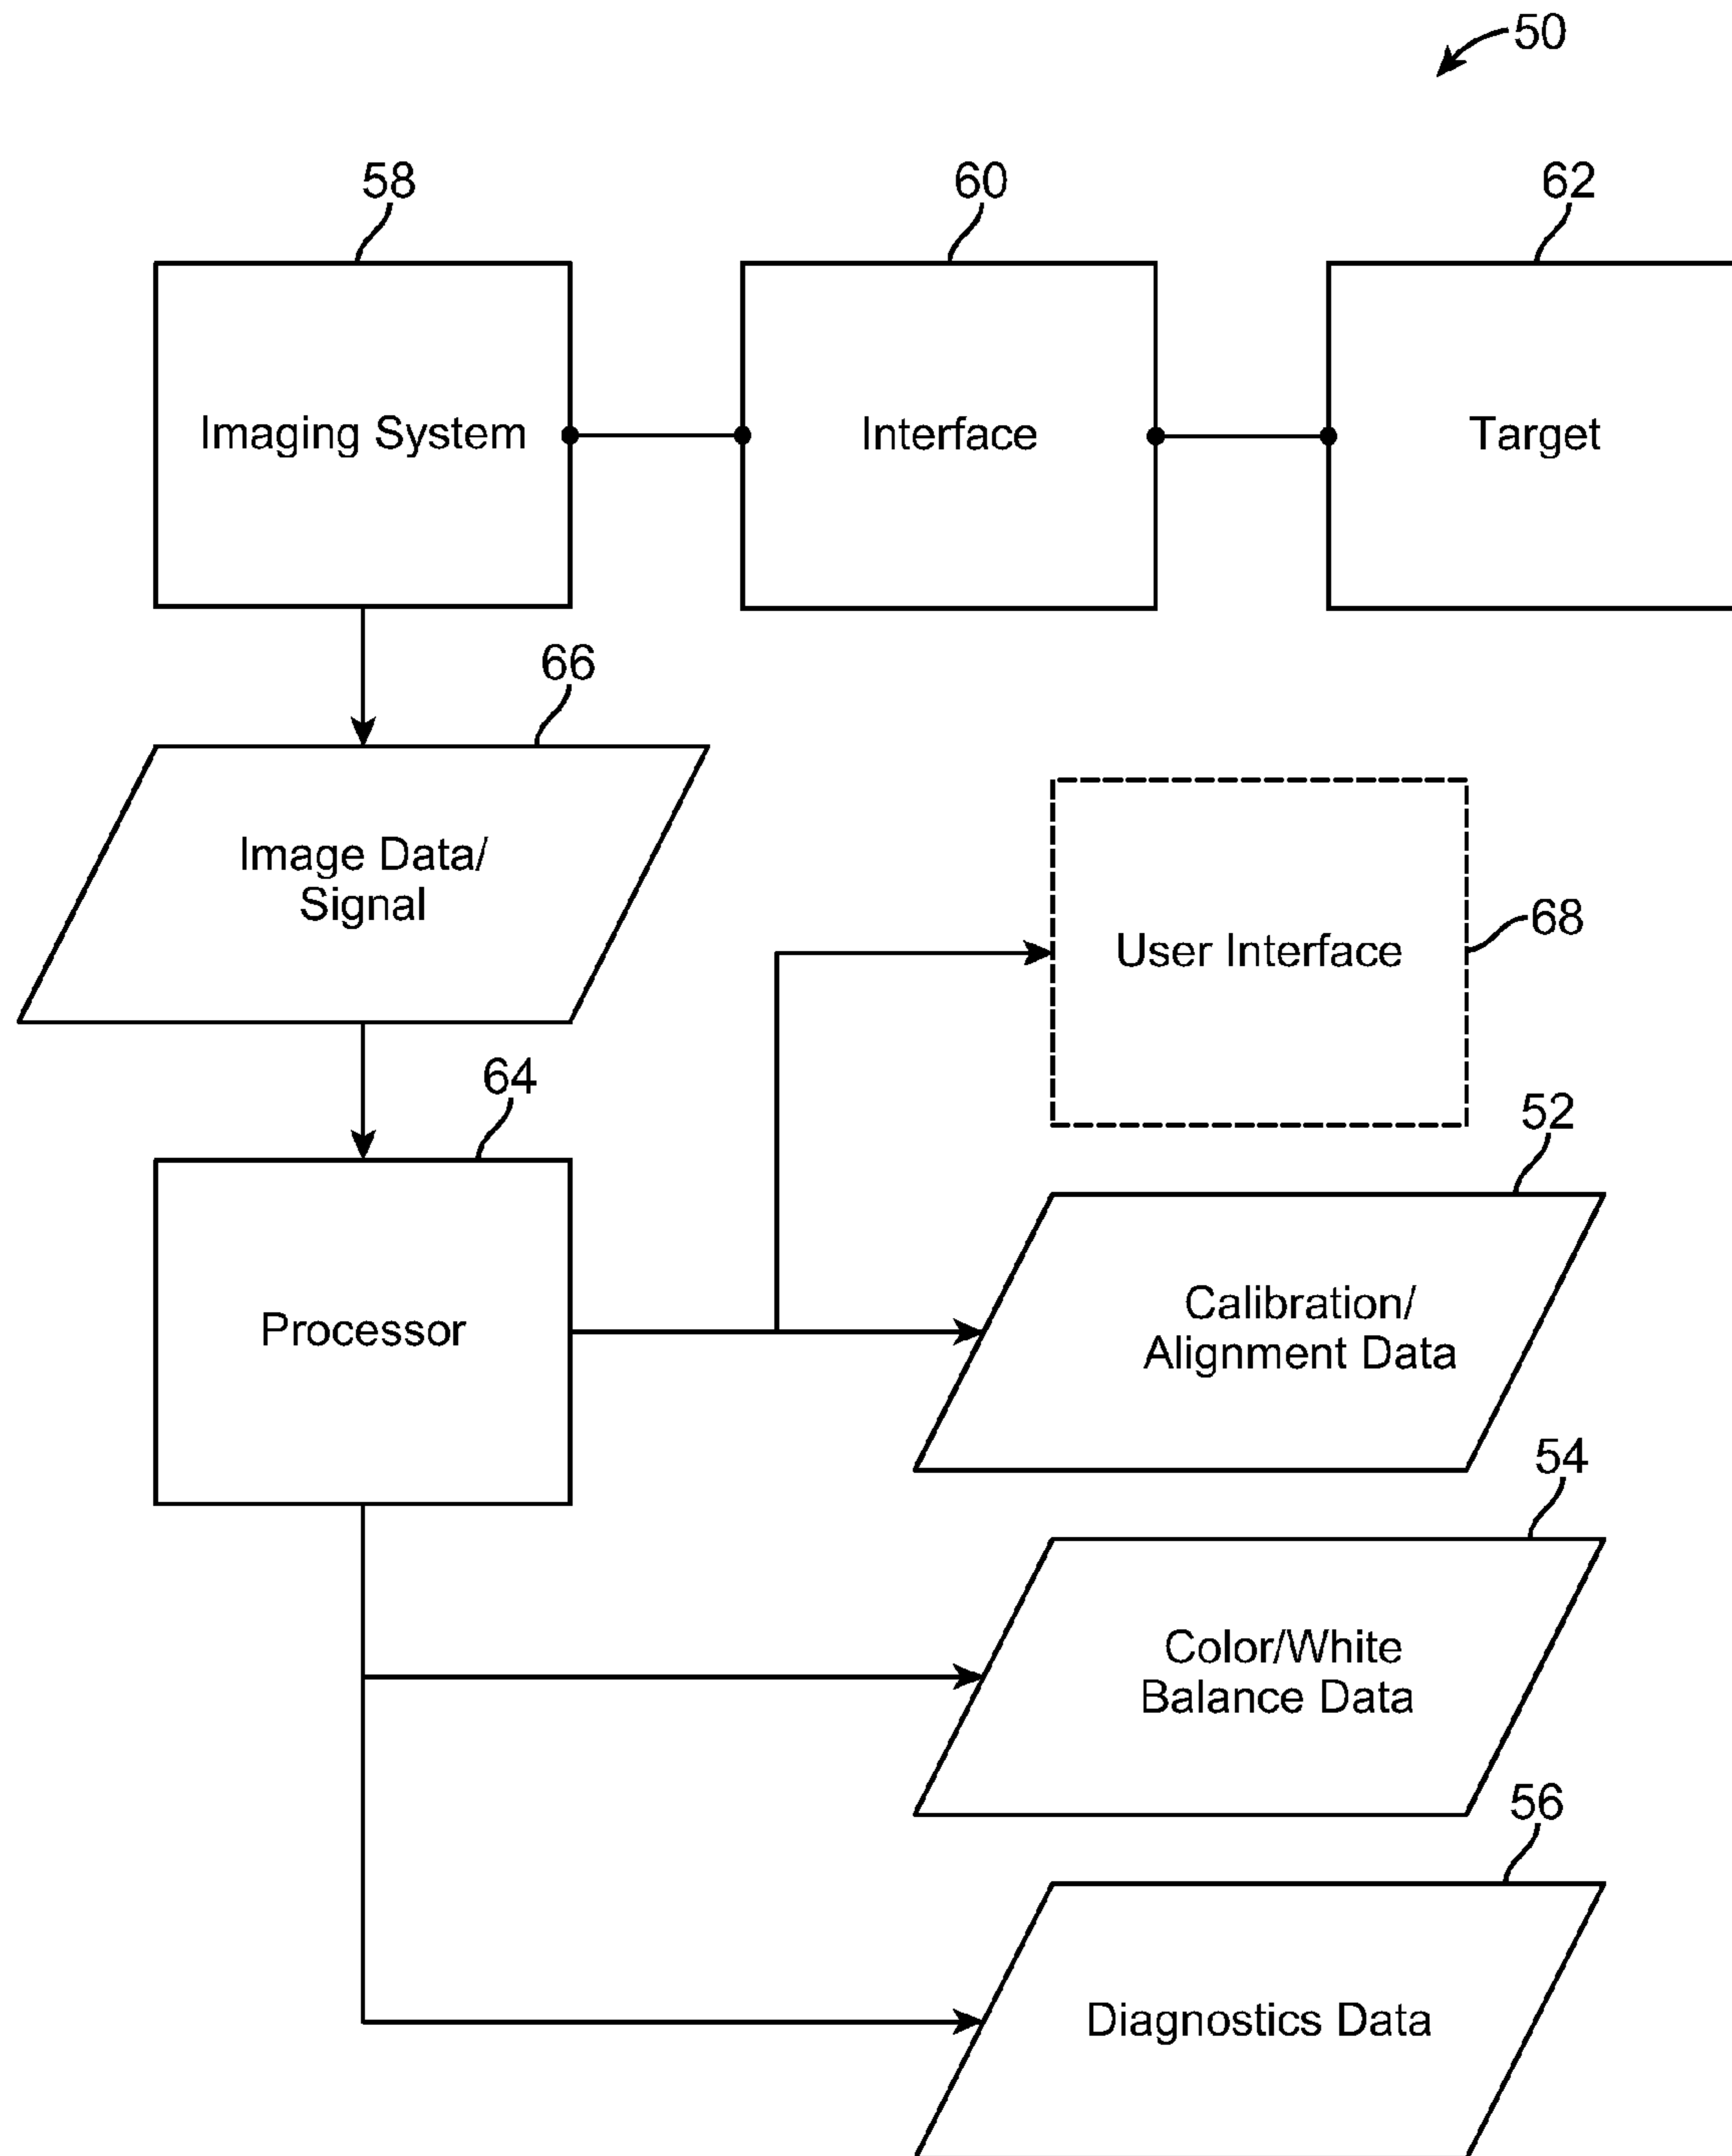 50
58
60
62
Imaging System
Interface
Target
66
Image Data/
Signal
User Interface
68
64
52
Processor
Calibration/
Alignment Data
54
Color/White
Balance Data
56
Diagnostics Data